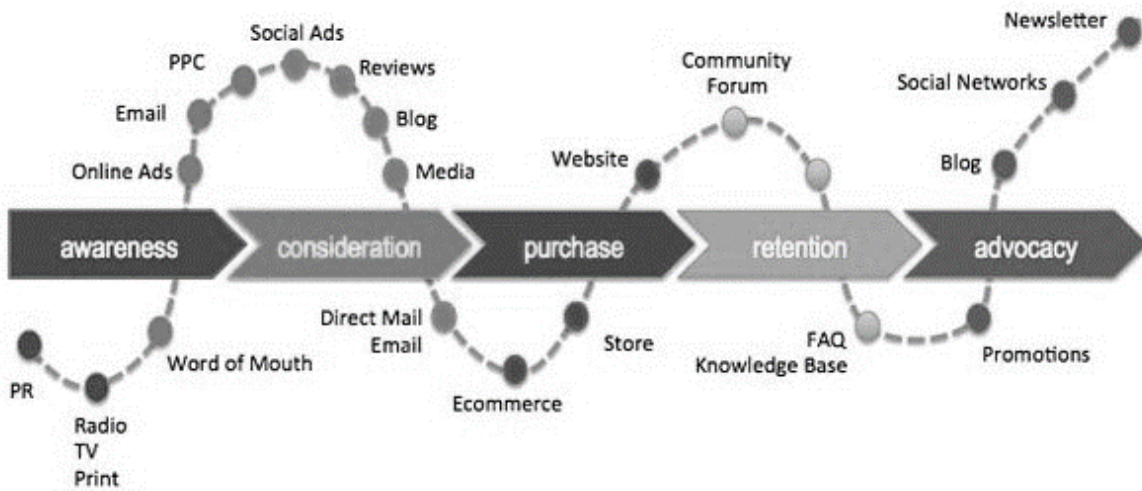 Newsletter
Social Ads
PPC
Reviews
Community
Forum
Social Networks
Email
Blog
Online Ads
Media
Website
Blog
awareness
consideration
purchase
retention
advocacy
PR
Word of Mouth
Direct Mail
Email
Store
FAQ
Knowledge Base
Promotions
Ecommerce
Radio
TV
Print